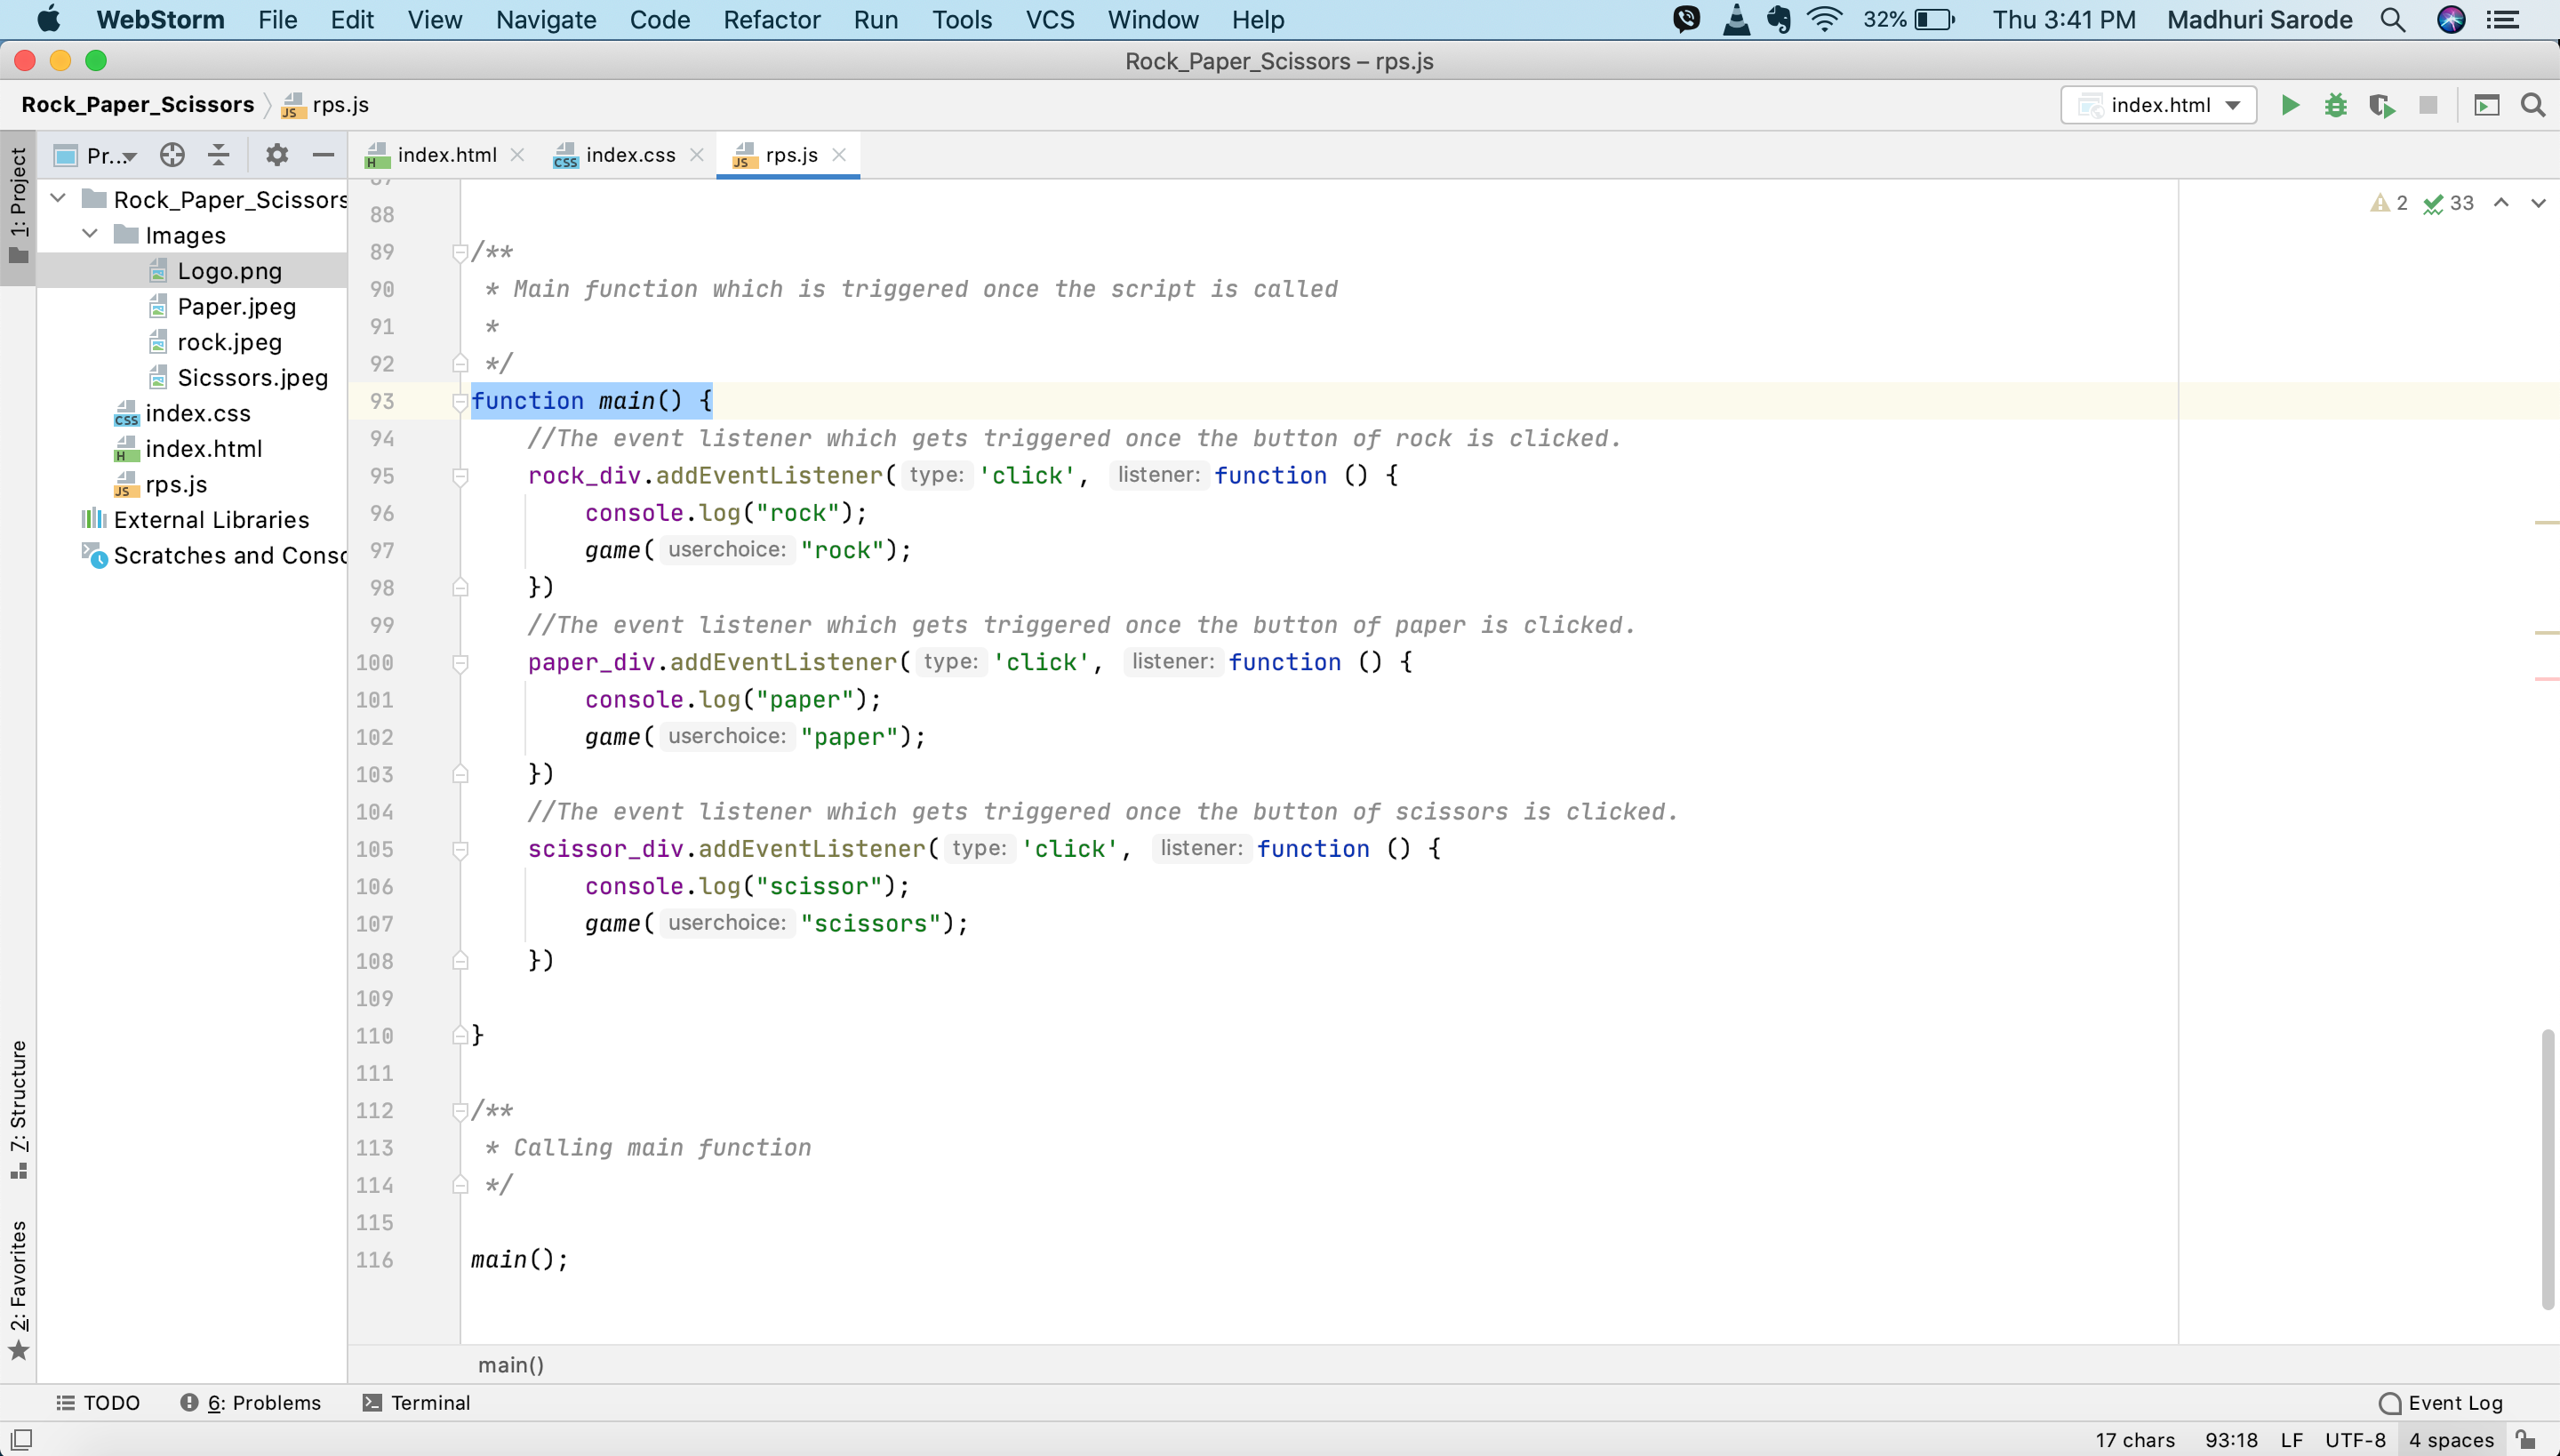 WebStorm File Edit View Navigate Code Refactor Run Tools VCS Window Help 32% Thu 3:41 PM Madhuri Sarode
Rock_Paper_Scissors – rps.js
Rock_Paper_Scissors rps.js index.html
1: Project
Pr... index.html index.css rps.js
Rock_Paper_Scissors
Images
Logo.png
Paper.jpeg
rock.jpeg
Sicssors.jpeg
index.css
index.html
rps.js
External Libraries
Scratches and Consc
2 33
87
88
89 /**
90 * Main function which is triggered once the script is called
91 *
92 */
93 function main() {
94 //The event listener which gets triggered once the button of rock is clicked.
95 rock_div.addEventListener( type: 'click', listener: function () {
96 console.log("rock");
97 game( userchoice: "rock");
98 })
99 //The event listener which gets triggered once the button of paper is clicked.
100 paper_div.addEventListener( type: 'click', listener: function () {
101 console.log("paper");
102 game( userchoice: "paper");
103 })
104 //The event listener which gets triggered once the button of scissors is clicked.
105 scissor_div.addEventListener( type: 'click', listener: function () {
106 console.log("scissor");
107 game( userchoice: "scissors");
108 })
109
110 }
111
112 /**
113 * Calling main function
114 */
115
116 main();
7: Structure
2: Favorites
main()
TODO 6: Problems Terminal Event Log
17 chars 93:18 LF UTF-8 4 spaces